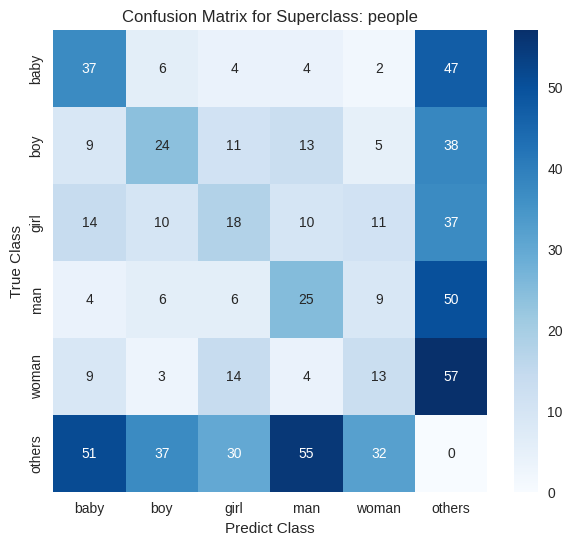 Confusion Matrix for Superclass: people
True Class
baby 37 6 4 4 2 47
boy 9 24 11 13 5 38
girl 14 10 18 10 11 37
man 4 6 6 25 9 50
woman 9 3 14 4 13 57
others 51 37 30 55 32 0
baby boy girl man woman others
Predict Class
50
40
30
20
10
0